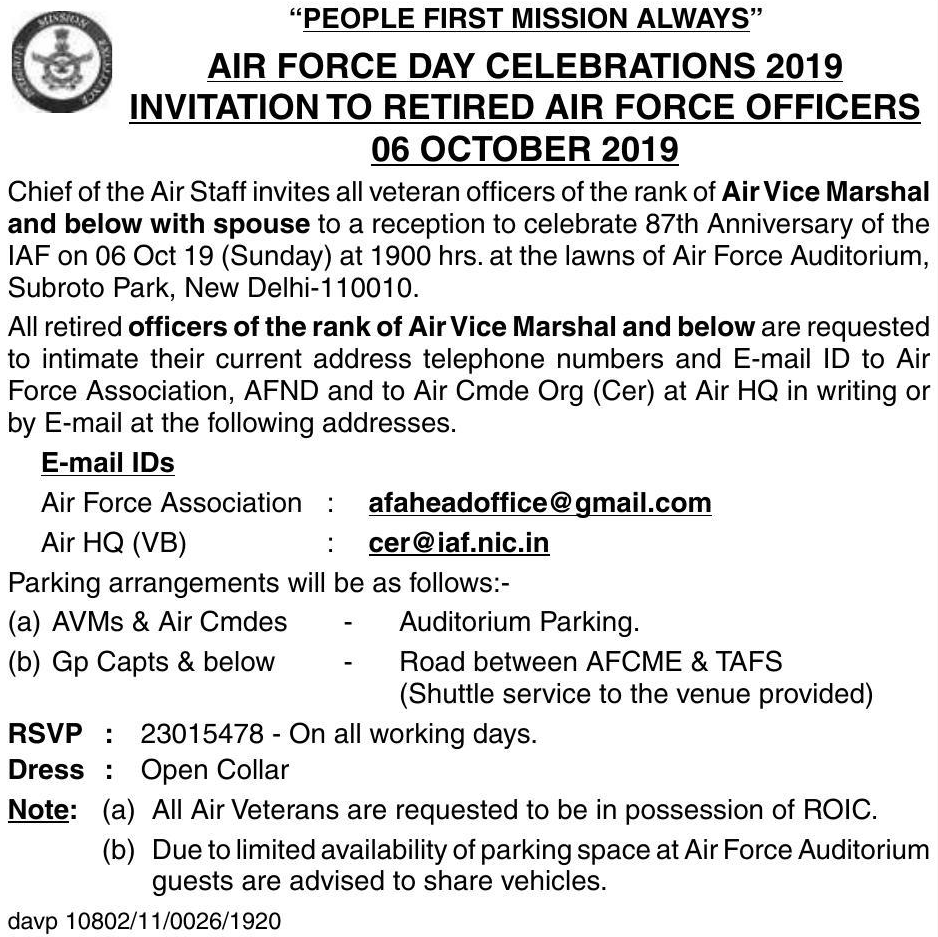 MISSION
INTEGRITY
EXCELLENCE
“PEOPLE FIRST MISSION ALWAYS”
AIR FORCE DAY CELEBRATIONS 2019
INVITATION TO RETIRED AIR FORCE OFFICERS
06 OCTOBER 2019
Chief of the Air Staff invites all veteran officers of the rank of Air Vice Marshal
and below with spouse to a reception to celebrate 87th Anniversary of the
IAF on 06 Oct 19 (Sunday) at 1900 hrs. at the lawns of Air Force Auditorium,
Subroto Park, New Delhi-110010.
All retired officers of the rank of Air Vice Marshal and below are requested
to intimate their current address telephone numbers and E-mail ID to Air
Force Association, AFND and to Air Cmde Org (Cer) at Air HQ in writing or
by E-mail at the following addresses.
E-mail IDs
Air Force Association : afaheadoffice@gmail.com
Air HQ (VB) : cer@iaf.nic.in
Parking arrangements will be as follows:-
(a) AVMs & Air Cmdes - Auditorium Parking.
(b) Gp Capts & below - Road between AFCME & TAFS
(Shuttle service to the venue provided)
RSVP : 23015478 - On all working days.
Dress : Open Collar
Note: (a) All Air Veterans are requested to be in possession of ROIC.
(b) Due to limited availability of parking space at Air Force Auditorium
guests are advised to share vehicles.
davp 10802/11/0026/1920